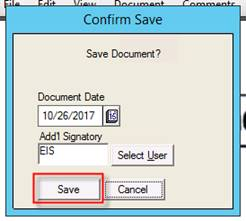 File Edit View Document Comments
Confirm Save
Save Document?
Document Date
10/26/2017
Add'l Signatory
EIS
Select User
Save Cancel